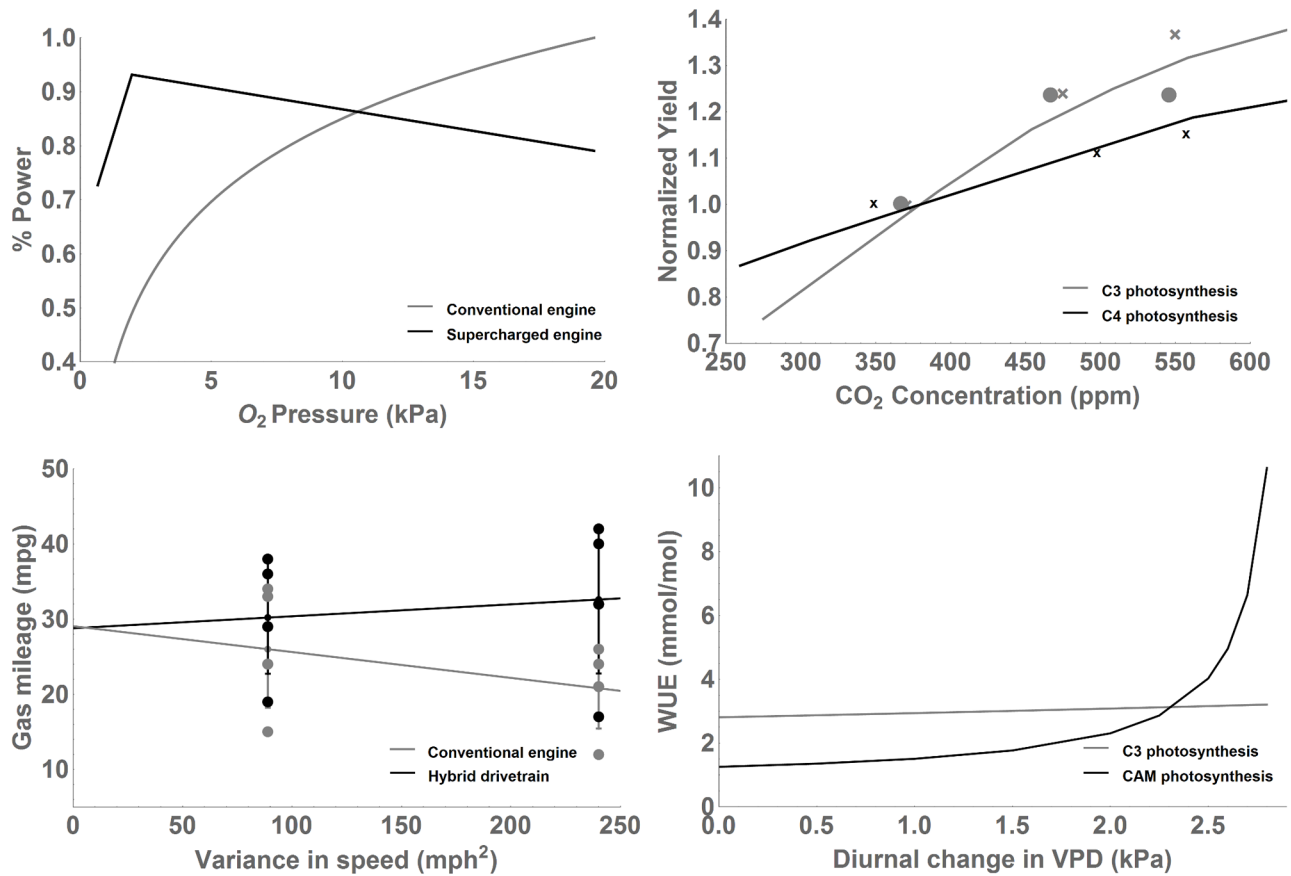 % Power
1.0
0.9
0.8
0.7
0.6
0.5
0.4
Conventional engine
Supercharged engine
0 5 10 15 20
O₂ Pressure (kPa)
Normalized Yield
1.4
1.3
1.2
1.1
1.0
0.9
0.8
0.7
C3 photosynthesis
C4 photosynthesis
250 300 350 400 450 500 550 600
CO₂ Concentration (ppm)
Gas mileage (mpg)
50
40
30
20
10
Conventional engine
Hybrid drivetrain
0 50 100 150 200 250
Variance in speed (mph²)
WUE (mmol/mol)
10
8
6
4
2
0
C3 photosynthesis
CAM photosynthesis
0.0 0.5 1.0 1.5 2.0 2.5
Diurnal change in VPD (kPa)